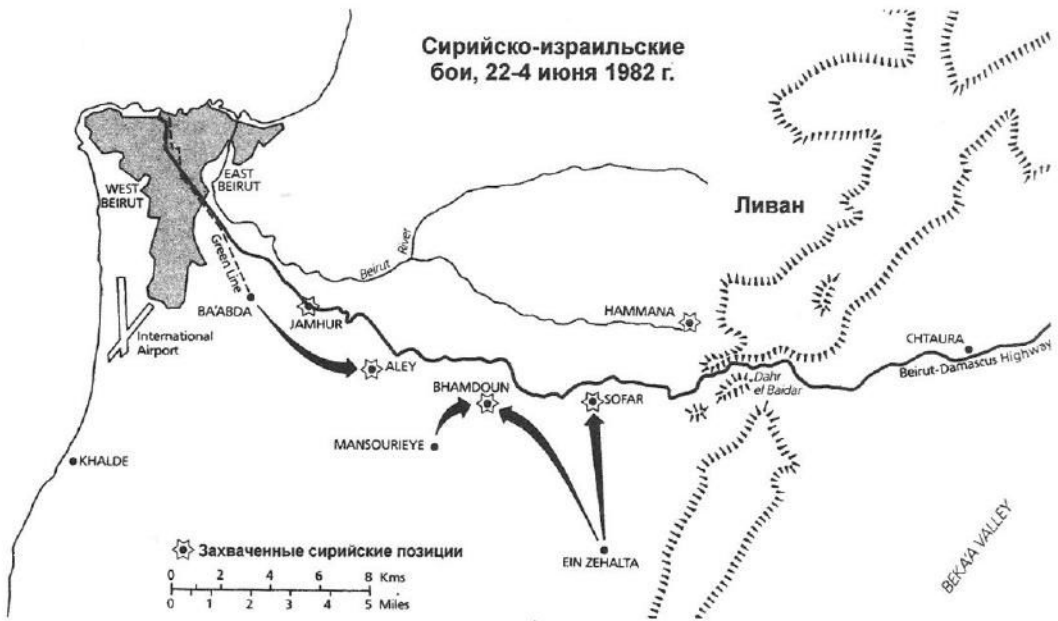 Сирийско-израильские
бои, 22-4 июня 1982 г.
WEST
BEIRUT
EAST
BEIRUT
Ливан
Green Line
Beirut River
BA'ABDA
JAMHUR
HAMMANA
International
Airport
CHTAURA
Beirut-Damascus Highway
ALEY
Dahr
el Baidar
BHAMDOUN
SOFAR
MANSOURIEYE
KHALDE
Захваченные сирийские позиции
EIN ZEHALTA
BEKA'A VALLEY
0 2 4 6 8 Kms
0 1 2 3 4 5 Miles